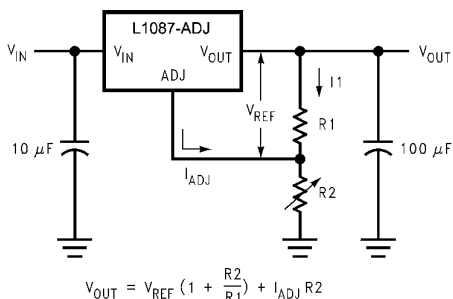 L1087-ADJ
V_IN
V_IN
V_OUT
V_OUT
ADJ
I1
V_REF
R1
10 μF
100 μF
I_ADJ
R2
V_OUT = V_REF (1 + R2/R1) + I_ADJ R2